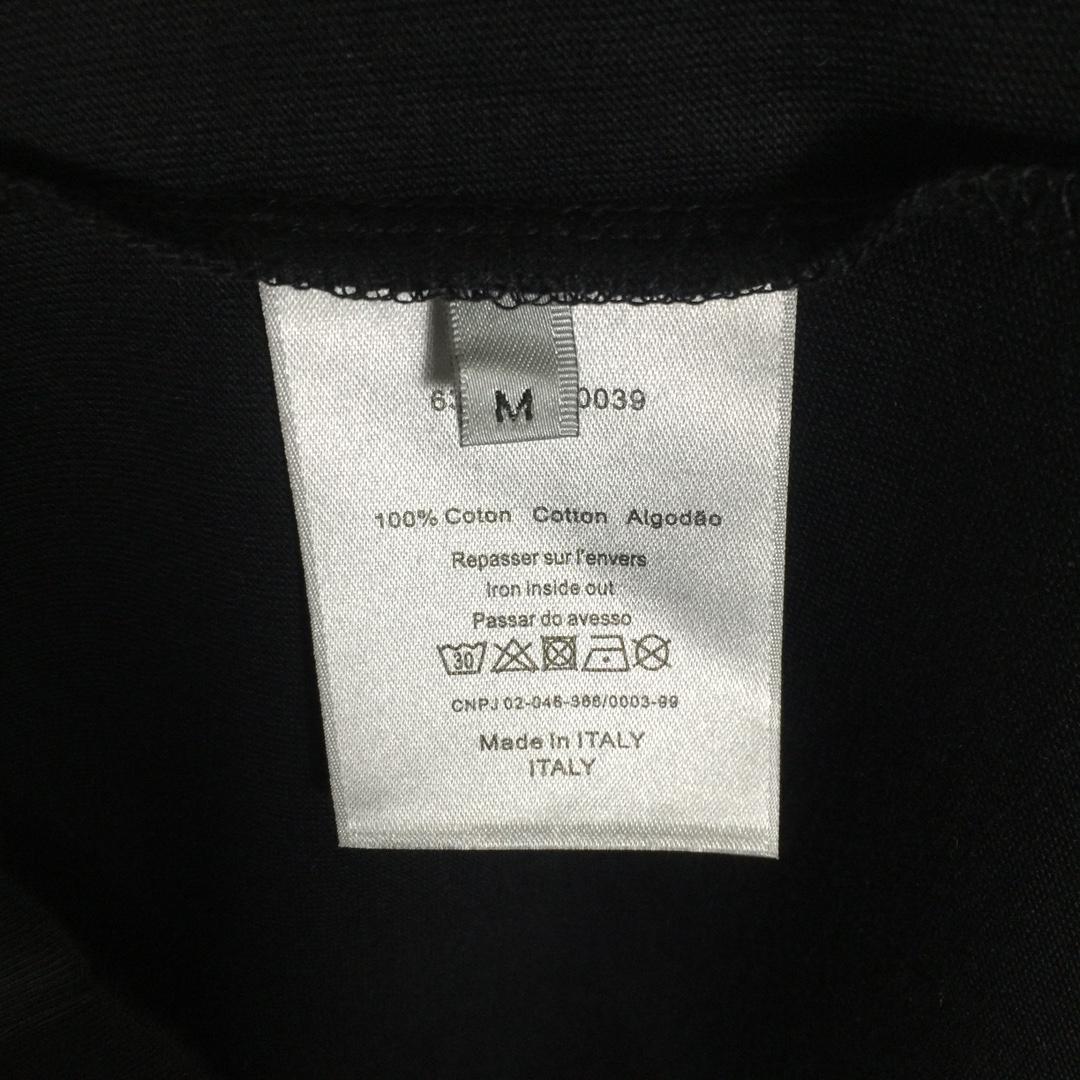 M
0039
100% Coton Cotton Algodão
Repasser sur l'envers
Iron inside out
Passar do avesso
30
CNPJ 02-046-366/0003-99
Made in ITALY
ITALY